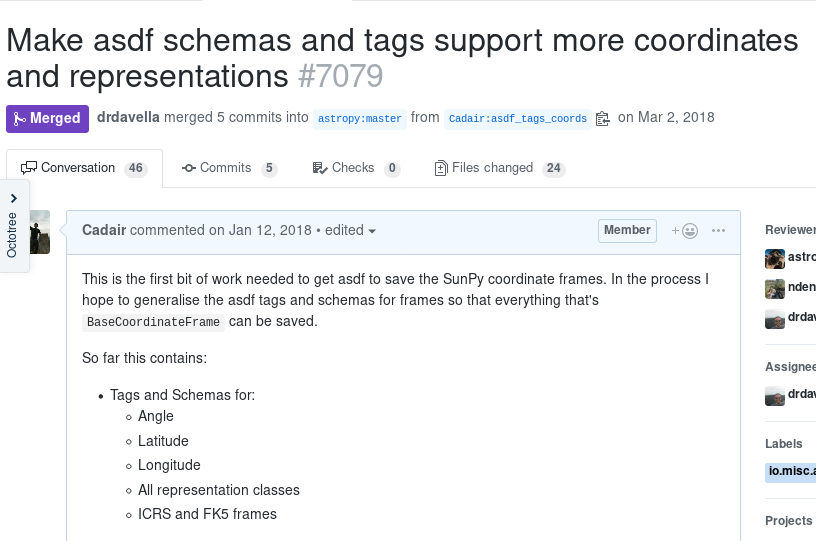 Make asdf schemas and tags support more coordinates
and representations #7079
Merged drdavella merged 5 commits into astropy:master from Cadair:asdf_tags_coords on Mar 2, 2018
Conversation 46 Commits 5 Checks 0 Files changed 24
Octotree
Cadair commented on Jan 12, 2018 • edited Member
This is the first bit of work needed to get asdf to save the SunPy coordinate frames. In the process I
hope to generalise the asdf tags and schemas for frames so that everything that's
BaseCoordinateFrame can be saved.
So far this contains:
Tags and Schemas for:
Angle
Latitude
Longitude
All representation classes
ICRS and FK5 frames
Reviewer
astro
nden
drdav
Assignee
drdav
Labels
io.misc.a
Projects